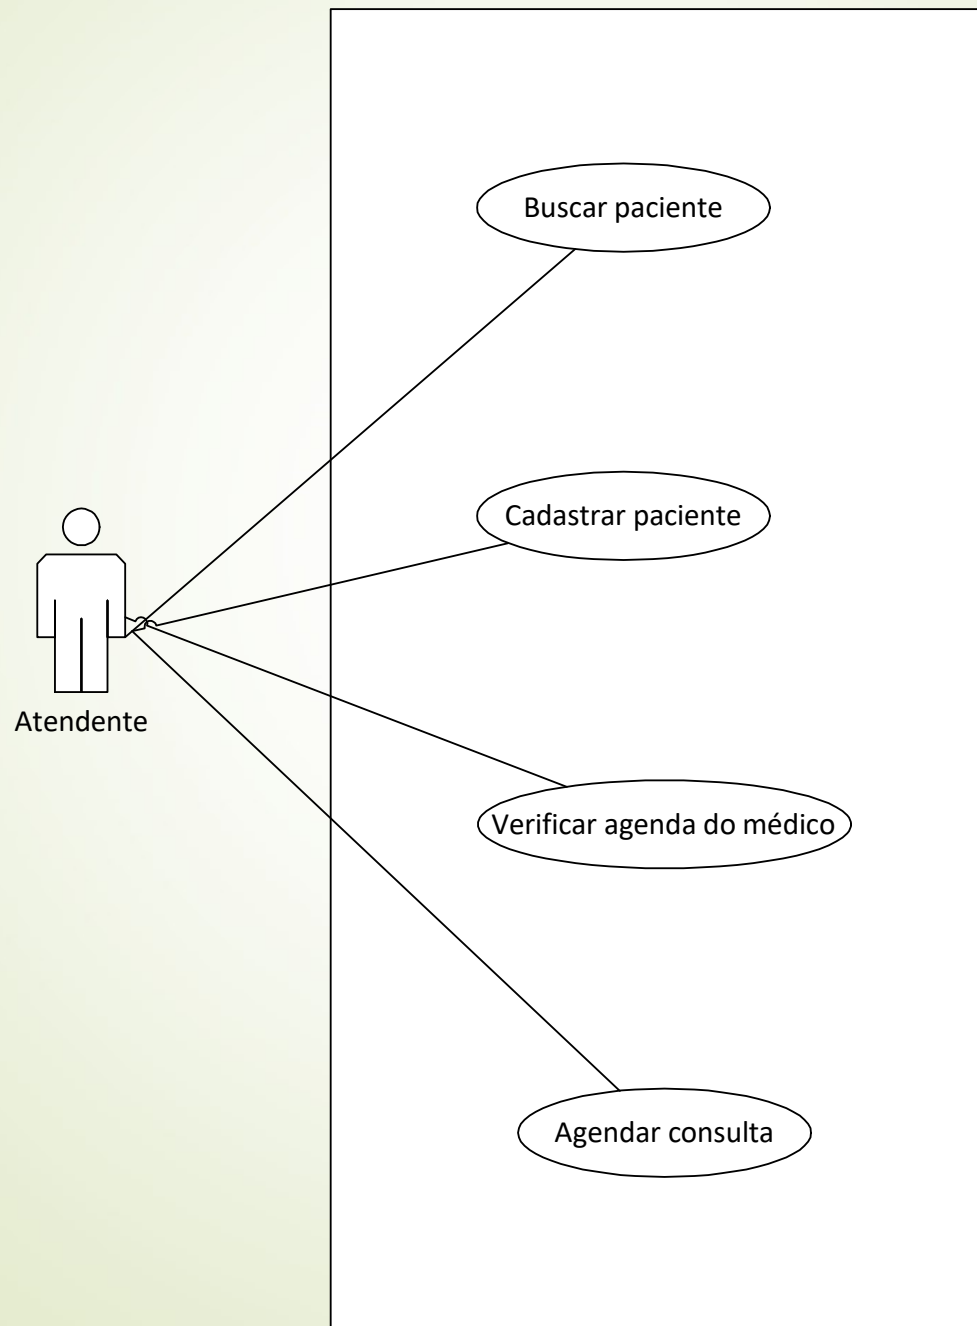 Buscar paciente
Cadastrar paciente
Atendente
Verificar agenda do médico
Agendar consulta